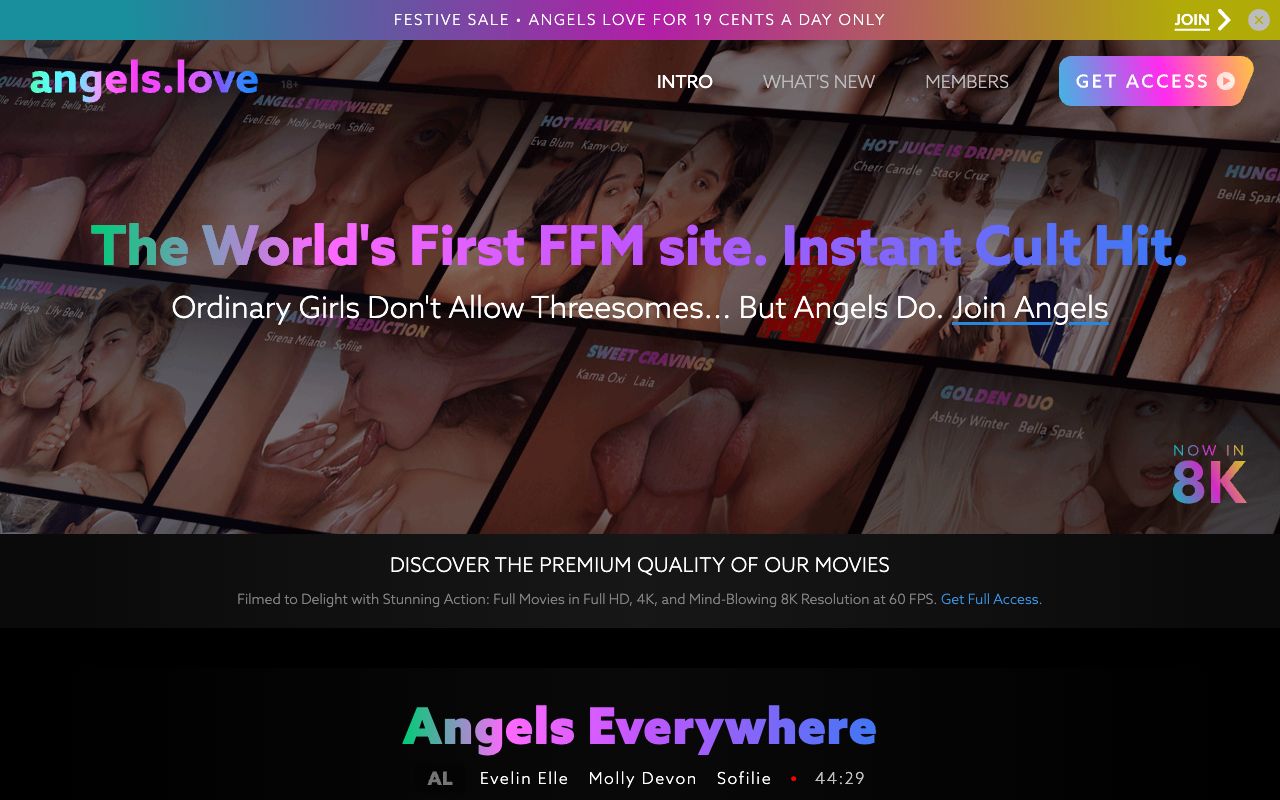 FESTIVE SALE • ANGELS LOVE FOR 19 CENTS A DAY ONLY
JOIN
angels.love
18+
INTRO
WHAT'S NEW
MEMBERS
GET ACCESS
Evelyn Elle Bella Spark
ANGELS EVERYWHERE
Eveli Elle Molly Devon Sofilie
HOT HEAVEN
Eva Blum Kamy Oxi
HOT JUICE IS DRIPPING
Cherr Candle Stacy Cruz
Bella Spark
The World's First FFM site. Instant Cult Hit.
Ordinary Girls Don't Allow Threesomes... But Angels Do. Join Angels
LUSTFUL ANGELS
Lily Bella
SEDUCTION
Sirena Milano Sofilie
SWEET CRAVINGS
Kama Oxi Laia
GOLDEN DUO
Ashby Winter Bella Spark
NOW IN
8K
DISCOVER THE PREMIUM QUALITY OF OUR MOVIES
Filmed to Delight with Stunning Action: Full Movies in Full HD, 4K, and Mind-Blowing 8K Resolution at 60 FPS. Get Full Access.
Angels Everywhere
AL Evelin Elle Molly Devon Sofilie • 44:29